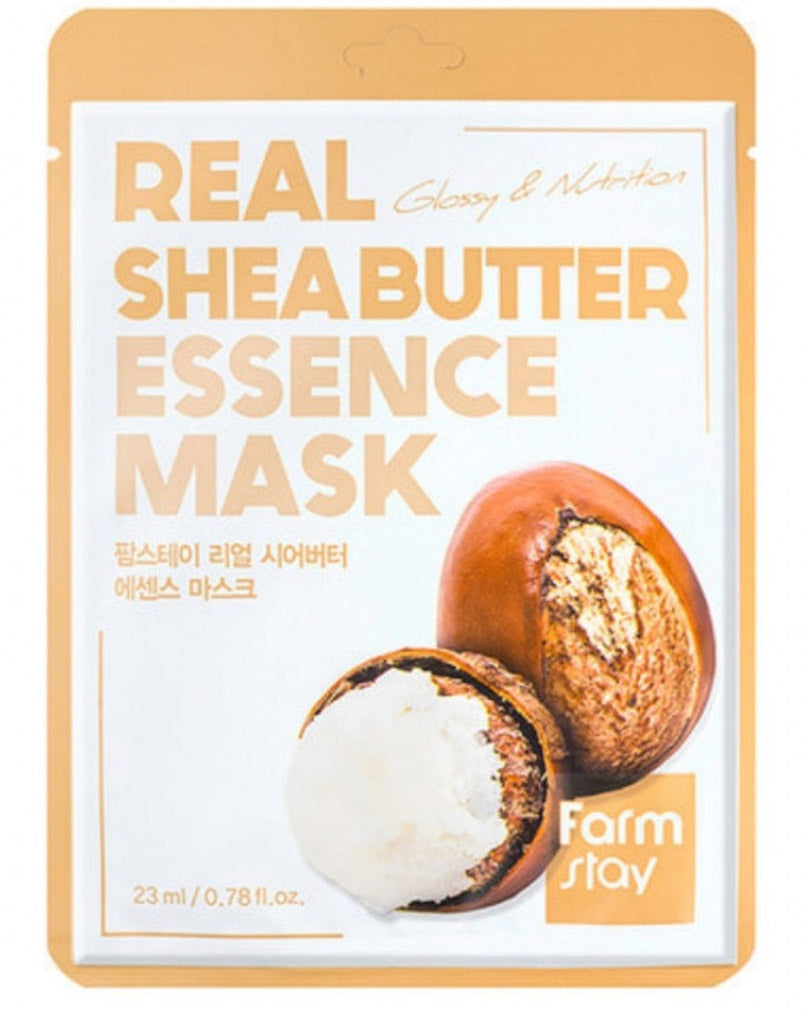 REAL
Glossy & Nutrition
SHEA BUTTER
ESSENCE
MASK
팜스테이 리얼 시어버터
에센스 마스크
23 ml / 0.78 fl.oz.
Farm
stay